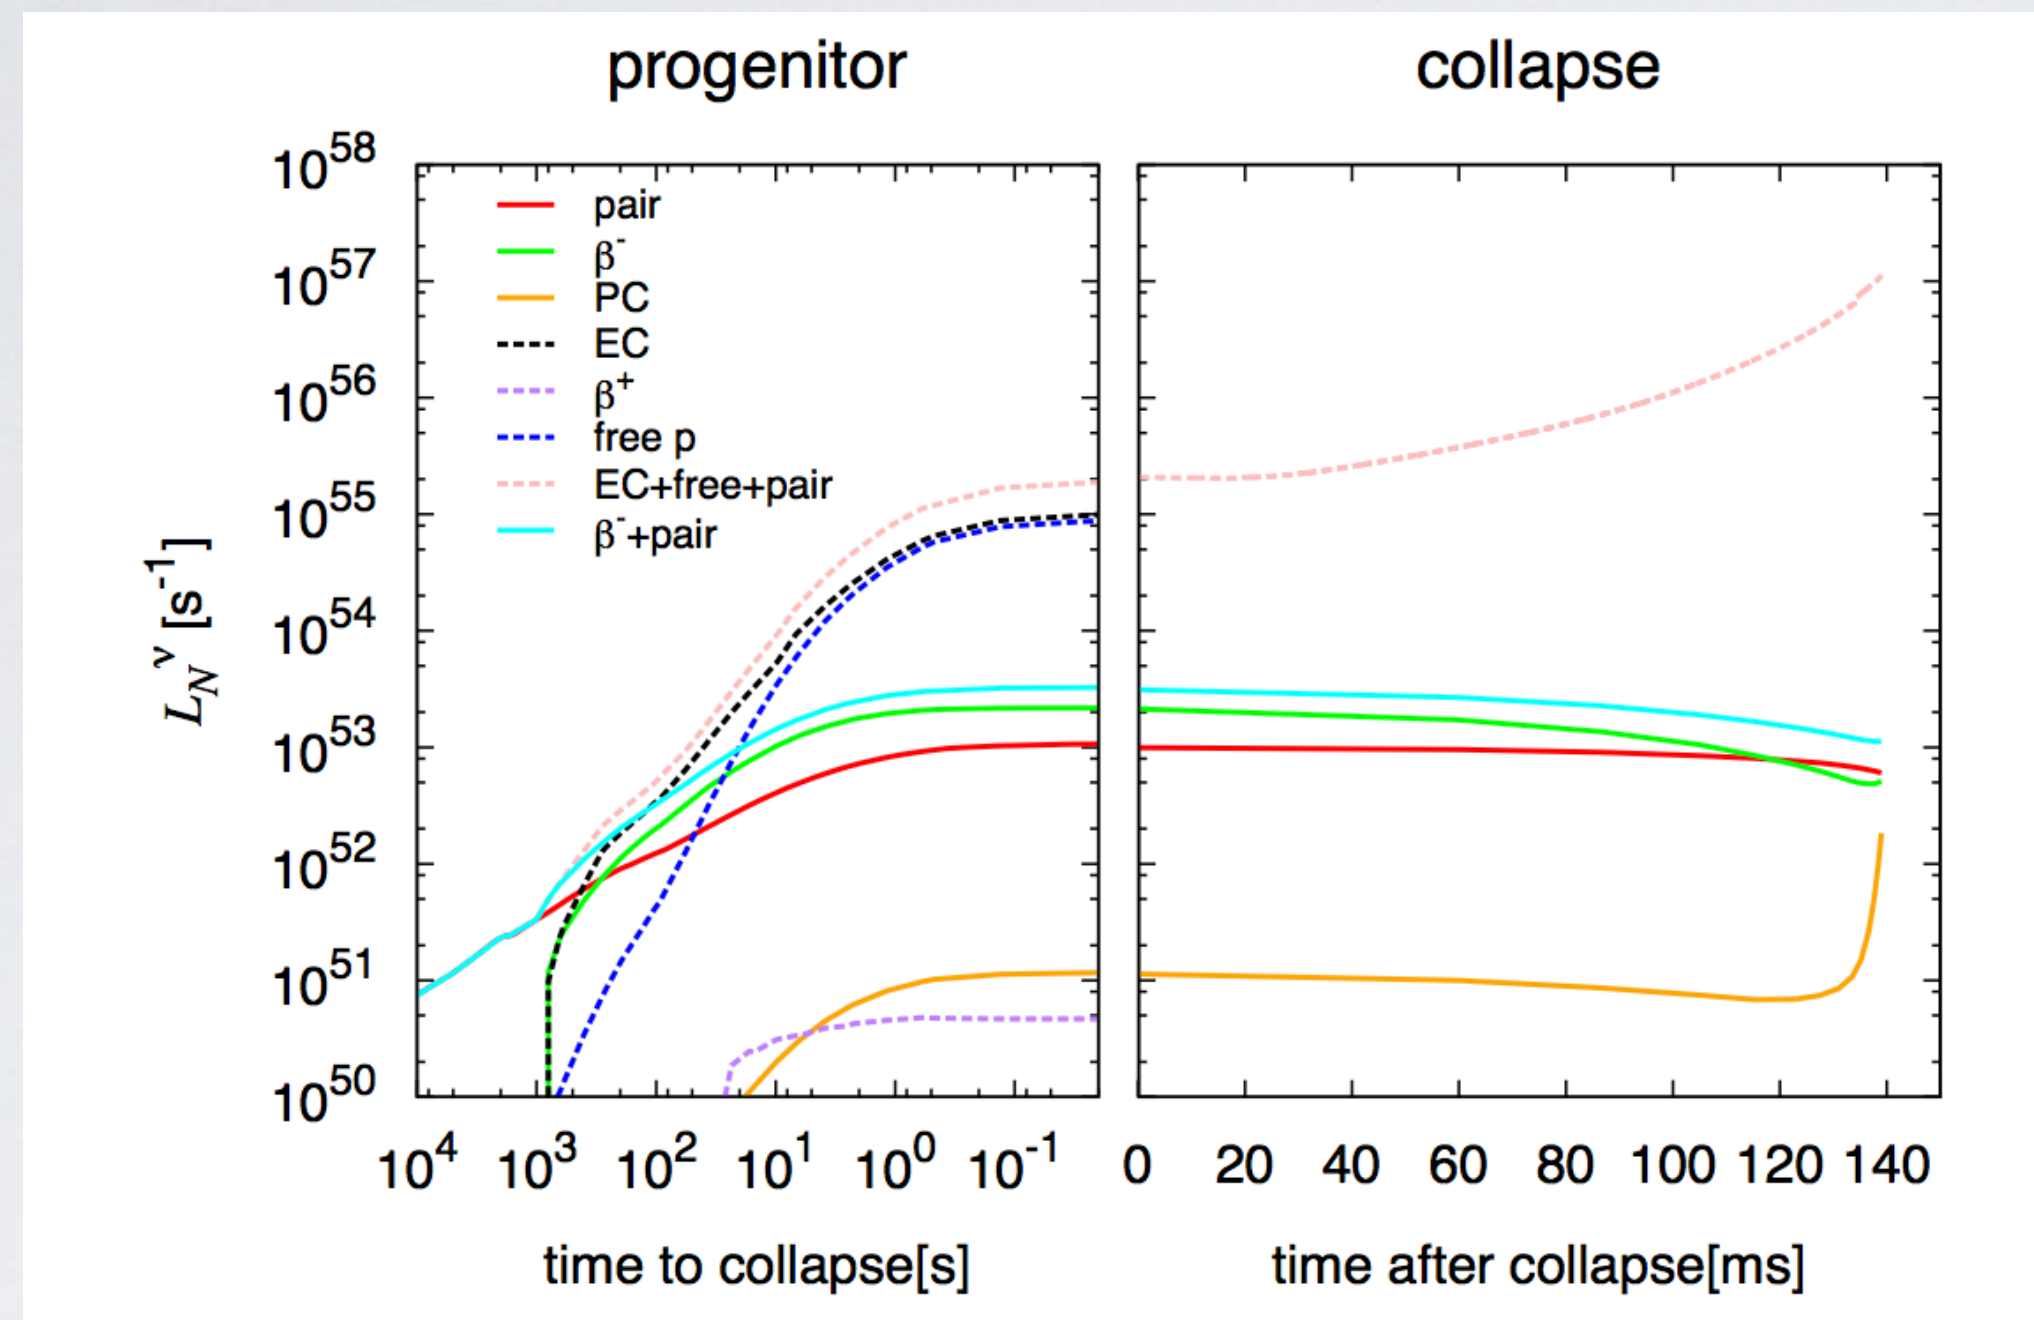 progenitor
collapse
10^58
10^57
10^56
10^55
10^54
10^53
10^52
10^51
10^50
L_N^ν [s^-1]
pair
β^-
PC
EC
β^+
free p
EC+free+pair
β^-+pair
10^4 10^3 10^2 10^1 10^0 10^-1
0 20 40 60 80 100 120 140
time to collapse[s]
time after collapse[ms]